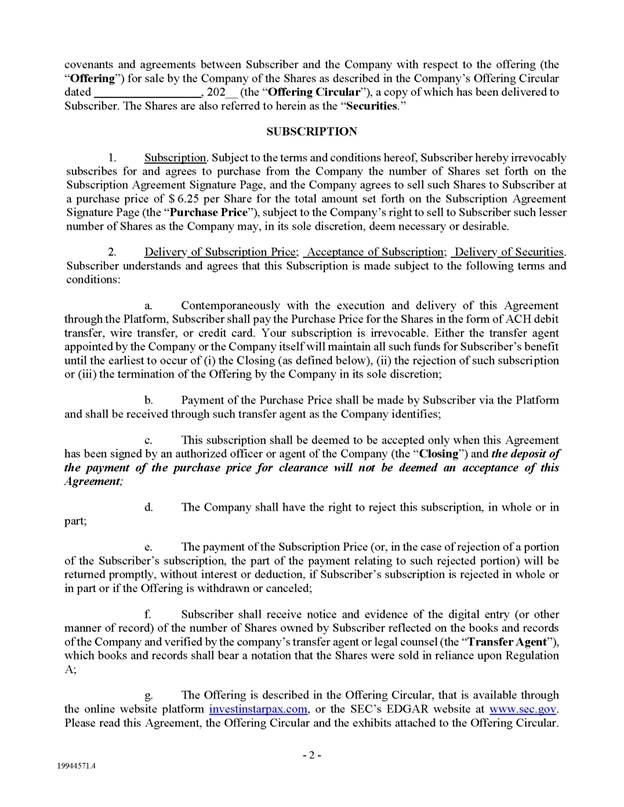 covenants and agreements between Subscriber and the Company with respect to the offering (the
“Offering”) for sale by the Company of the Shares as described in the Company’s Offering Circular
dated ____________________, 202__ (the “Offering Circular”), a copy of which has been delivered to
Subscriber. The Shares are also referred to herein as the “Securities.”
SUBSCRIPTION
1. Subscription. Subject to the terms and conditions hereof, Subscriber hereby irrevocably
subscribes for and agrees to purchase from the Company the number of Shares set forth on the
Subscription Agreement Signature Page, and the Company agrees to sell such Shares to Subscriber at
a purchase price of $ 6.25 per Share for the total amount set forth on the Subscription Agreement
Signature Page (the “Purchase Price”), subject to the Company’s right to sell to Subscriber such lesser
number of Shares as the Company may, in its sole discretion, deem necessary or desirable.
2. Delivery of Subscription Price; Acceptance of Subscription; Delivery of Securities.
Subscriber understands and agrees that this Subscription is made subject to the following terms and
conditions:
a. Contemporaneously with the execution and delivery of this Agreement
through the Platform, Subscriber shall pay the Purchase Price for the Shares in the form of ACH debit
transfer, wire transfer, or credit card. Your subscription is irrevocable. Either the transfer agent
appointed by the Company or the Company itself will maintain all such funds for Subscriber’s benefit
until the earliest to occur of (i) the Closing (as defined below), (ii) the rejection of such subscription
or (iii) the termination of the Offering by the Company in its sole discretion;
b. Payment of the Purchase Price shall be made by Subscriber via the Platform
and shall be received through such transfer agent as the Company identifies;
c. This subscription shall be deemed to be accepted only when this Agreement
has been signed by an authorized officer or agent of the Company (the “Closing”) and the deposit of
the payment of the purchase price for clearance will not be deemed an acceptance of this
Agreement;
d. The Company shall have the right to reject this subscription, in whole or in
part;
e. The payment of the Subscription Price (or, in the case of rejection of a portion
of the Subscriber’s subscription, the part of the payment relating to such rejected portion) will be
returned promptly, without interest or deduction, if Subscriber’s subscription is rejected in whole or
in part or if the Offering is withdrawn or canceled;
f. Subscriber shall receive notice and evidence of the digital entry (or other
manner of record) of the number of Shares owned by Subscriber reflected on the books and records
of the Company and verified by the company’s transfer agent or legal counsel (the “Transfer Agent”),
which books and records shall bear a notation that the Shares were sold in reliance upon Regulation
A;
g. The Offering is described in the Offering Circular, that is available through
the online website platform investinstarpax.com, or the SEC’s EDGAR website at www.sec.gov.
Please read this Agreement, the Offering Circular and the exhibits attached to the Offering Circular.
- 2 -
19944571.4